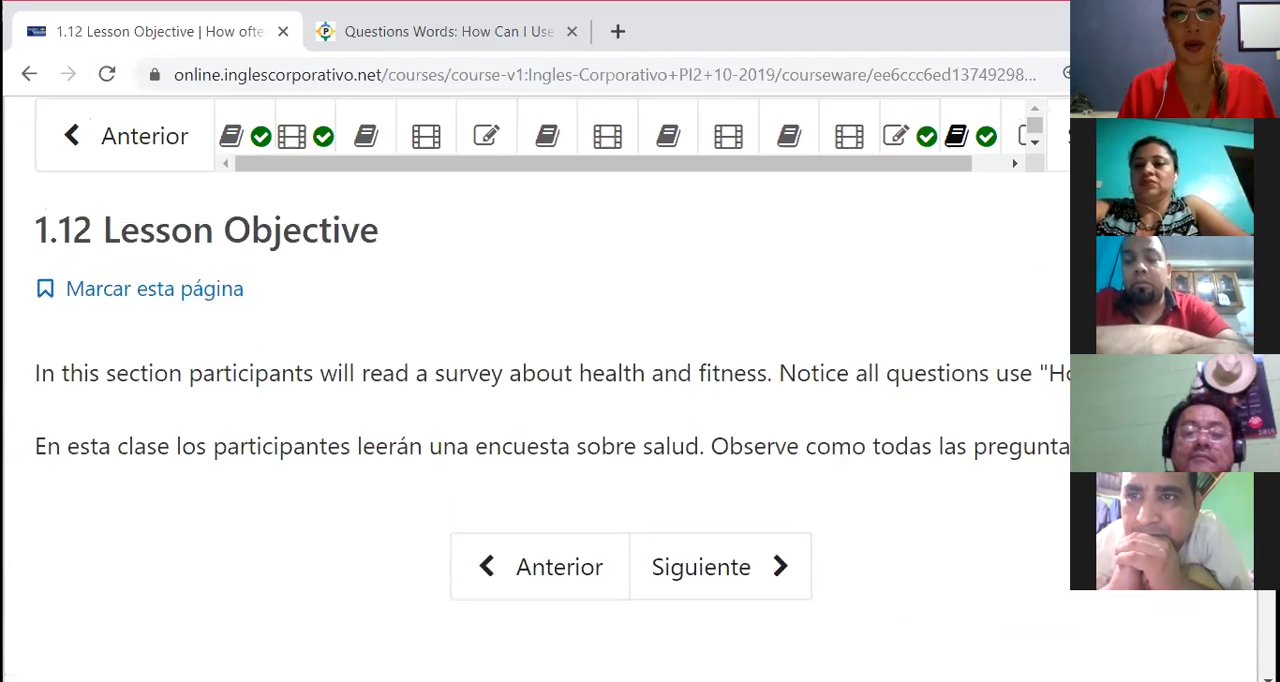 1.12 Lesson Objective | How ofte
Questions Words: How Can I Use
online.inglescorporativo.net/courses/course-v1:Ingles-Corporativo+PI2+10-2019/courseware/ee6ccc6ed13749298...
Anterior
1.12 Lesson Objective
Marcar esta página
In this section participants will read a survey about health and fitness. Notice all questions use "Ho
En esta clase los participantes leerán una encuesta sobre salud. Observe como todas las pregunta
Anterior
Siguiente